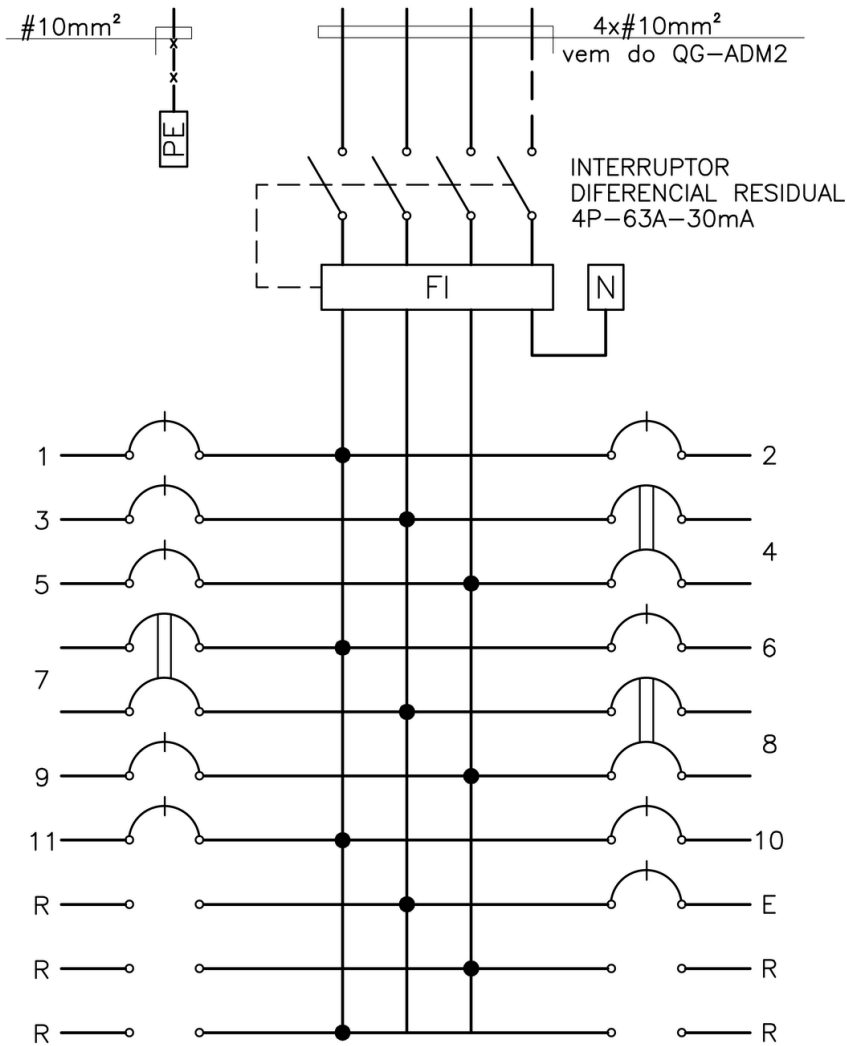 #10mm²
4x#10mm²
vem do QG-ADM2
PE
INTERRUPTOR
DIFERENCIAL RESIDUAL
4P-63A-30mA
FI
N
1
2
3
4
5
6
7
8
9
11
10
R
E
R
R
R
R